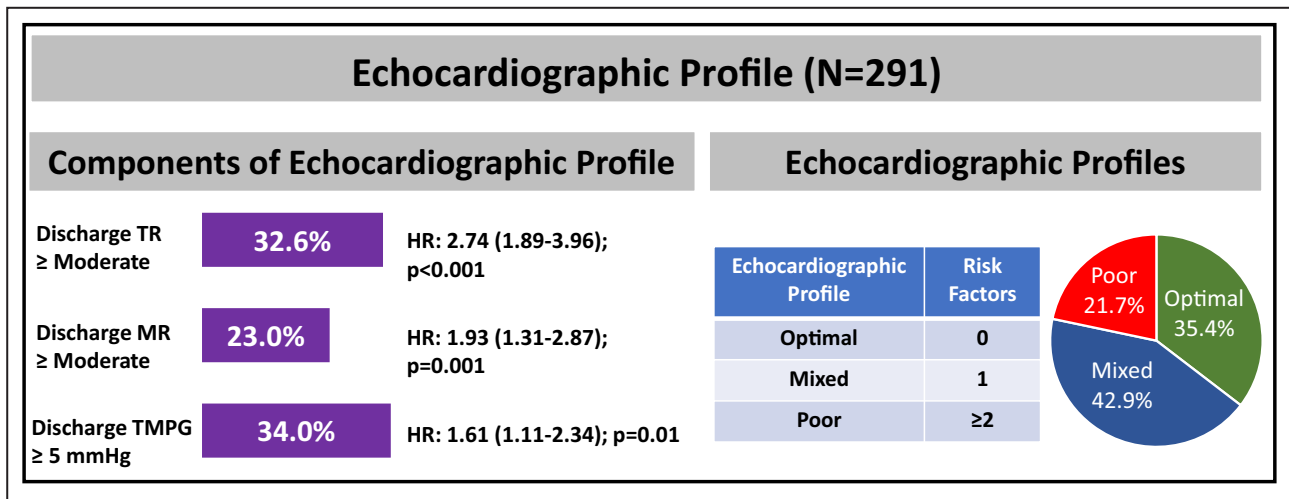 Echocardiographic Profile (N=291)
Components of Echocardiographic Profile
Discharge TR
≥ Moderate
32.6%
HR: 2.74 (1.89-3.96);
p<0.001
Discharge MR
≥ Moderate
23.0%
HR: 1.93 (1.31-2.87);
p=0.001
Discharge TMPG
≥ 5 mmHg
34.0%
HR: 1.61 (1.11-2.34); p=0.01
Echocardiographic Profiles
Echocardiographic
Profile
Risk
Factors
Optimal
0
Mixed
1
Poor
≥2
Poor
21.7%
Optimal
35.4%
Mixed
42.9%